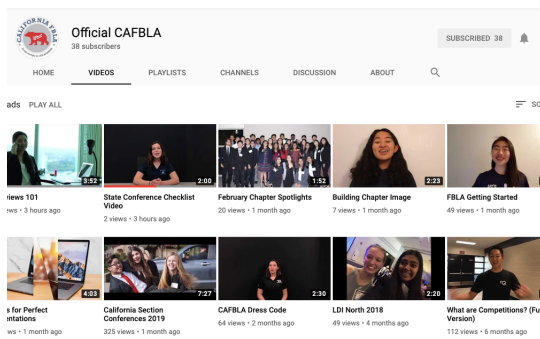 CALIFORNIA FBLA
Official CAFBLA
38 subscribers
SUBSCRIBED 38
HOME VIDEOS PLAYLISTS CHANNELS DISCUSSION ABOUT
ads PLAY ALL
3:52 2:00 1:52 2:23
views 101 State Conference Checklist February Chapter Spotlights Building Chapter Image FBLA Getting Started
Video
ews • 3 hours ago 20 views • 1 month ago 7 views • 1 month ago 49 views • 1 month ago
2 views • 3 hours ago
4:03 7:27 2:30 2:20
s for Perfect California Section CAFBLA Dress Code LDI North 2018 What are Competitions? (Fu
entations Conferences 2019 Version)
64 views • 2 months ago 49 views • 4 months ago
ws • 1 month ago 325 views • 1 month ago 112 views • 6 months ago